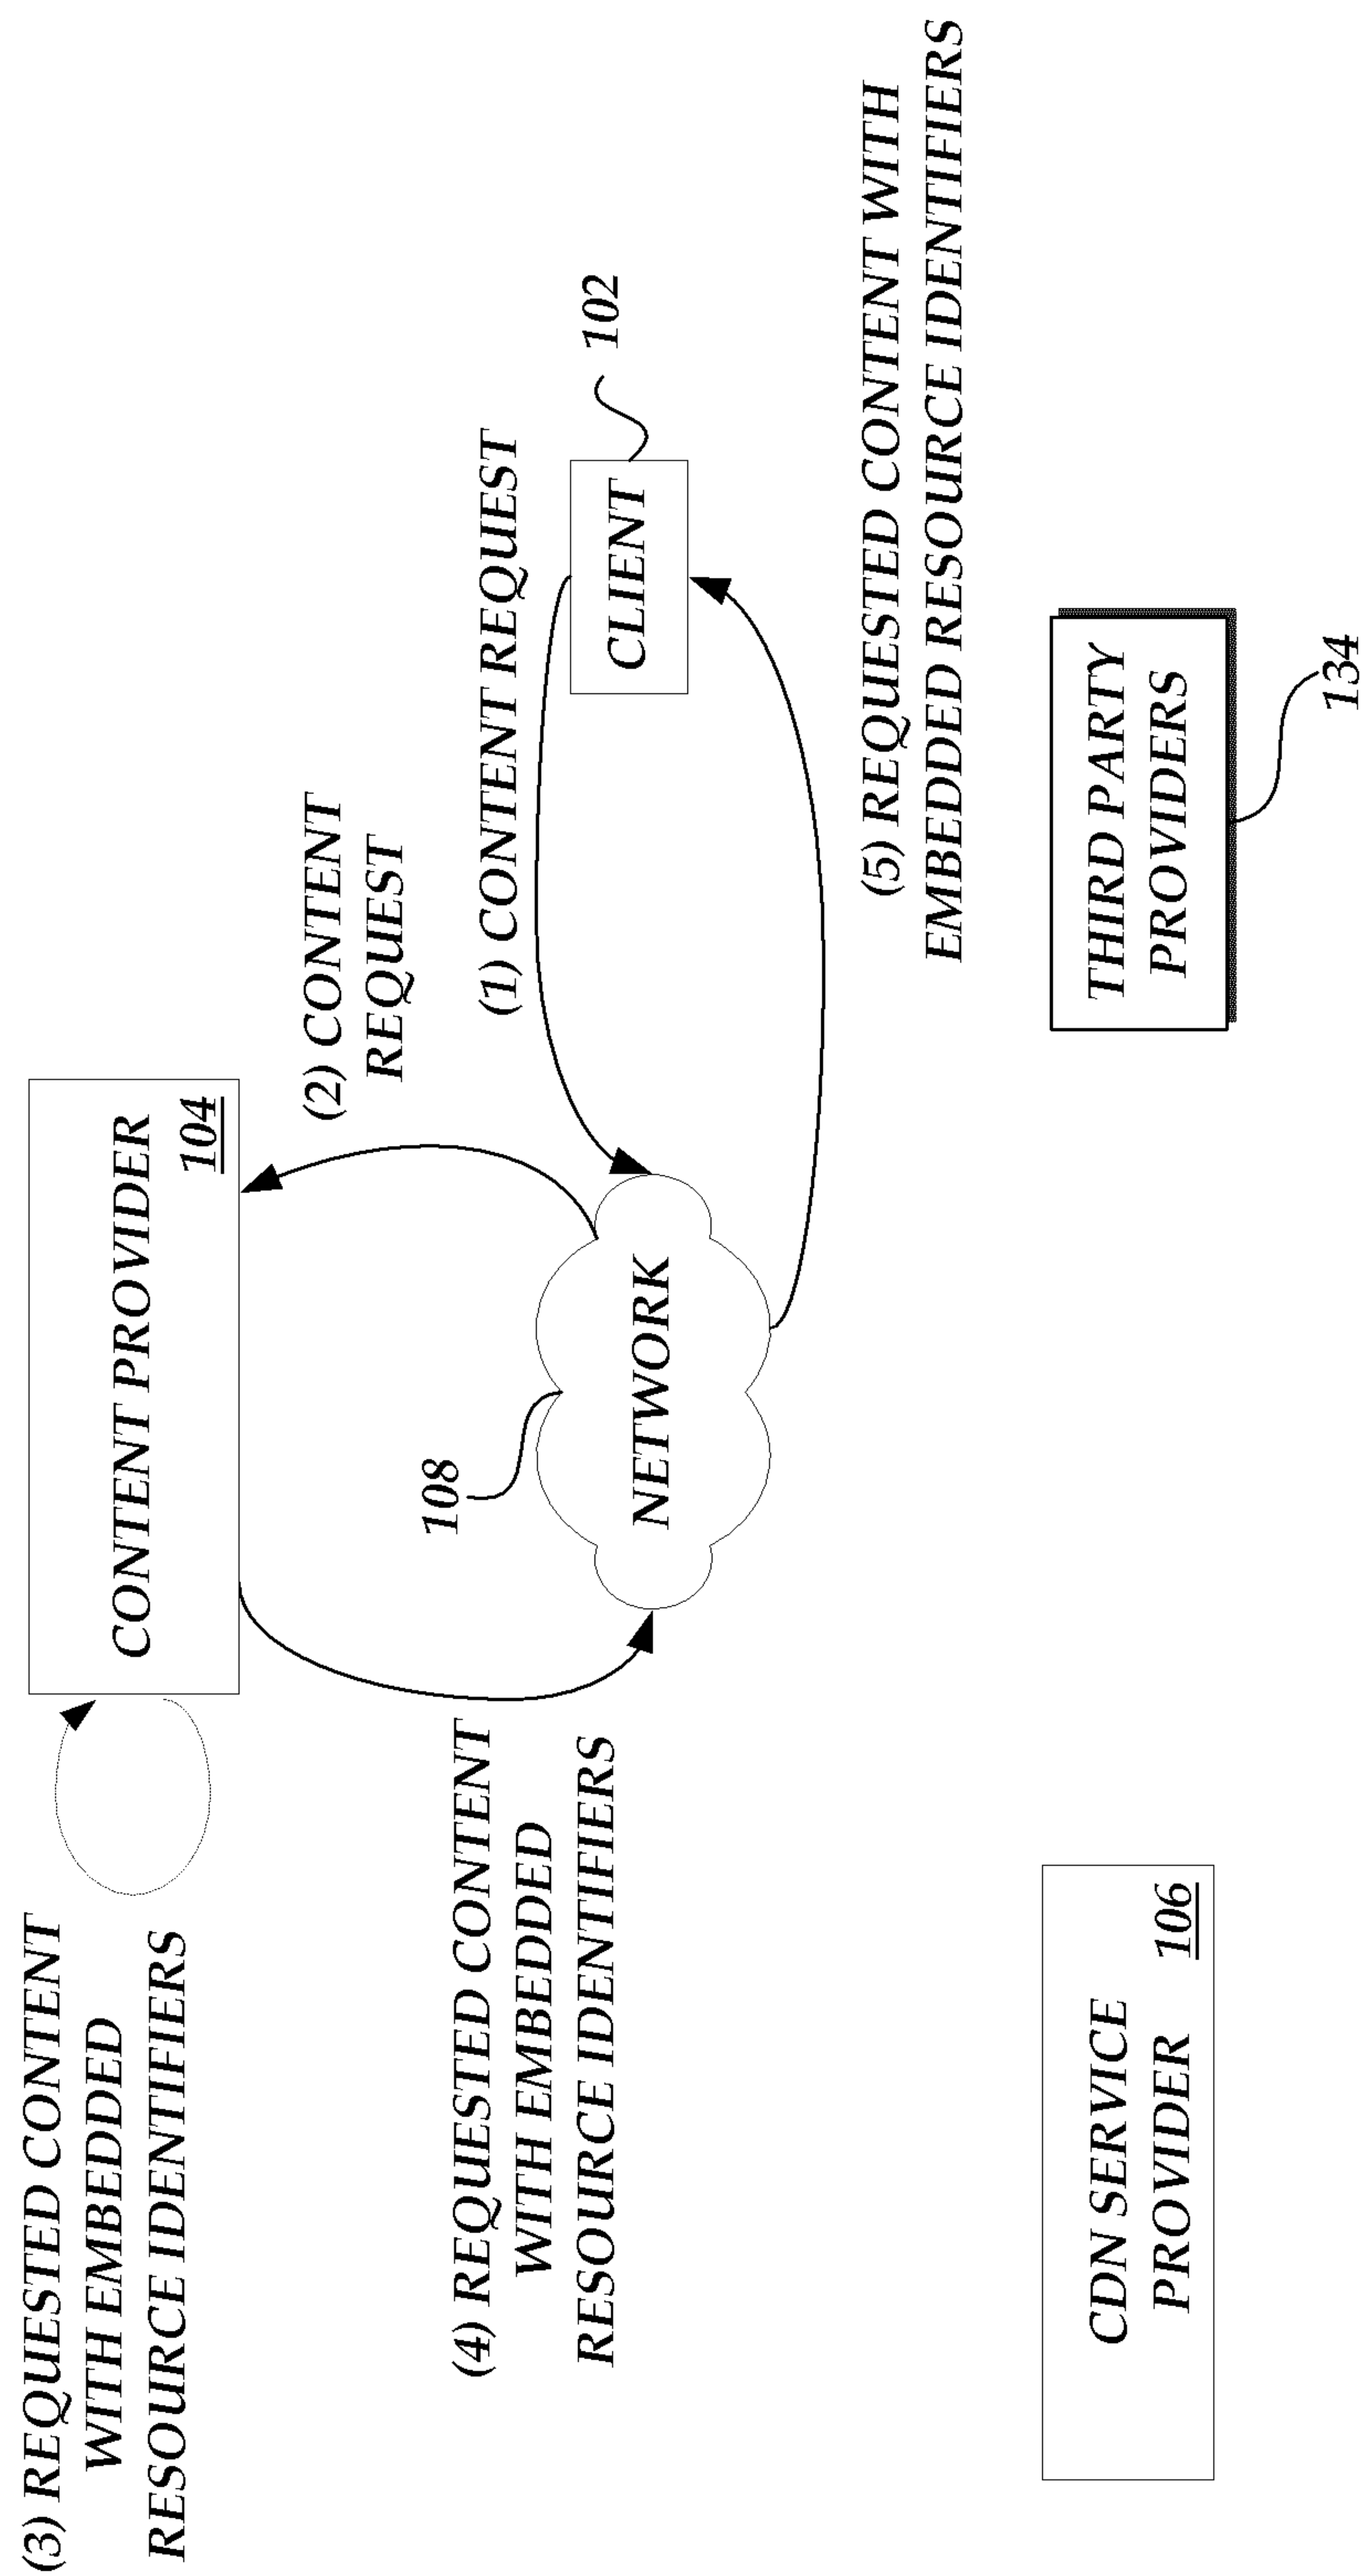 (3) REQUESTED CONTENT
WITH EMBEDDED
RESOURCE IDENTIFIERS
CONTENT PROVIDER
104
(2) CONTENT
REQUEST
(4) REQUESTED CONTENT
WITH EMBEDDED
RESOURCE IDENTIFIERS
108
(1) CONTENT REQUEST
NETWORK
CLIENT
102
(5) REQUESTED CONTENT WITH
EMBEDDED RESOURCE IDENTIFIERS
CDN SERVICE
PROVIDER
106
THIRD PARTY
PROVIDERS
134